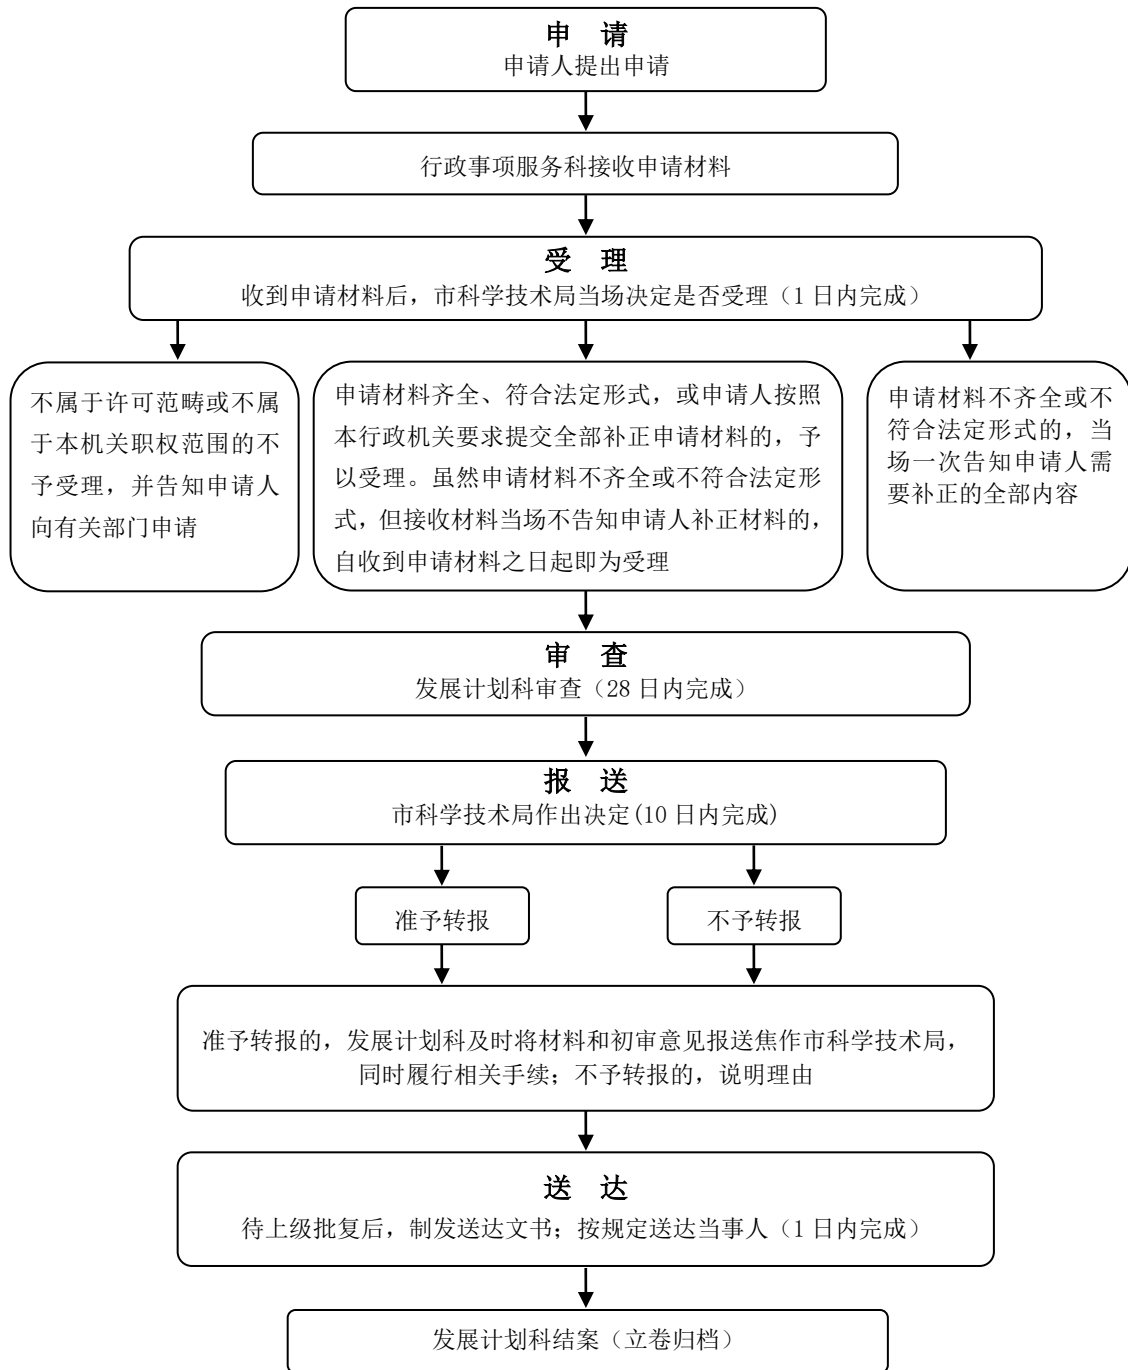 申 请
申请人提出申请
行政事项服务科接收申请材料
受 理
收到申请材料后，市科学技术局当场决定是否受理（1 日内完成）
不属于许可范畴或不属
于本机关职权范围的不
予受理，并告知申请人
向有关部门申请
申请材料齐全、符合法定形式，或申请人按照
本行政机关要求提交全部补正申请材料的，予
以受理。虽然申请材料不齐全或不符合法定形
式，但接收材料当场不告知申请人补正材料的，
自收到申请材料之日起即为受理
申请材料不齐全或不
符合法定形式的，当
场一次告知申请人需
要补正的全部内容
审 查
发展计划科审查（28 日内完成）
报 送
市科学技术局作出决定(10 日内完成)
准予转报
不予转报
准予转报的，发展计划科及时将材料和初审意见报送焦作市科学技术局，
同时履行相关手续；不予转报的，说明理由
送 达
待上级批复后，制发送达文书；按规定送达当事人（1 日内完成）
发展计划科结案（立卷归档）